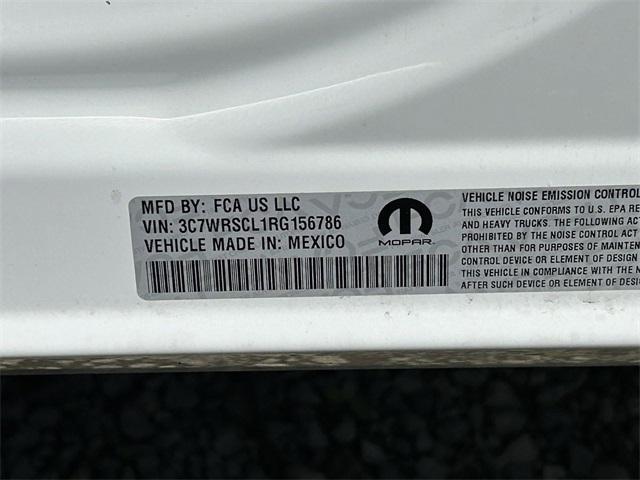 MFD BY: FCA US LLC
VIN: 3C7WRSCL1RG156786
VEHICLE MADE IN: MEXICO
MOPAR
VEHICLE NOISE EMISSION CONTROL
THIS VEHICLE CONFORMS TO U.S. EPA RE
AND HEAVY TRUCKS. THE FOLLOWING AC
PROHIBITED BY THE NOISE CONTROL ACT
OTHER THAN FOR PURPOSES OF MAINTEN
CONTROL DEVICE OR ELEMENT OF DESIGN
THIS VEHICLE IN COMPLIANCE WITH THE N
AFTER SUCH DEVICE OR ELEMENT OF DESI